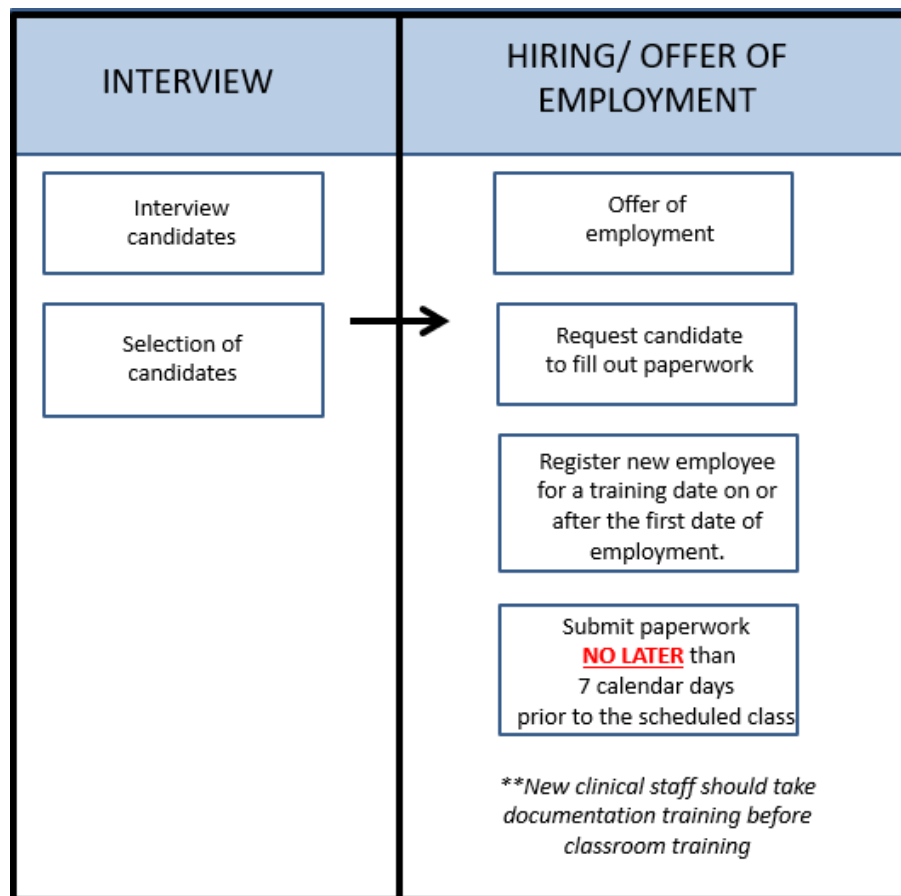 INTERVIEW
Interview
candidates
Selection of
candidates
HIRING/ OFFER OF
EMPLOYMENT
Offer of
employment
Request candidate
to fill out paperwork
Register new employee
for a training date on or
after the first date of
employment.
Submit paperwork
NO LATER than
7 calendar days
prior to the scheduled class
**New clinical staff should take
documentation training before
classroom training